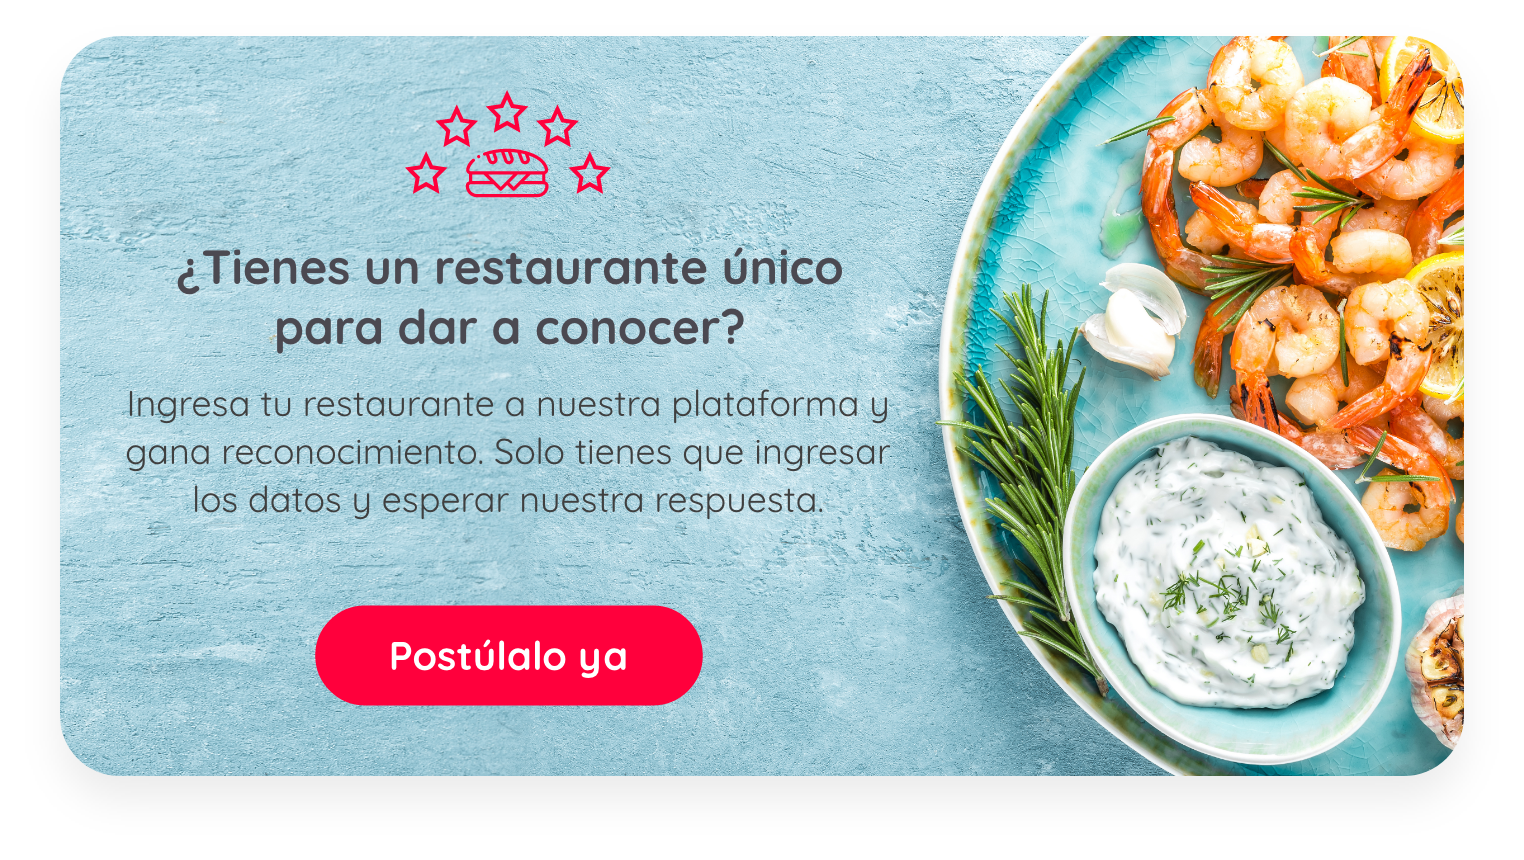 ¿Tienes un restaurante único
para dar a conocer?
Ingresa tu restaurante a nuestra plataforma y
gana reconocimiento. Solo tienes que ingresar
los datos y esperar nuestra respuesta.
Postúlalo ya